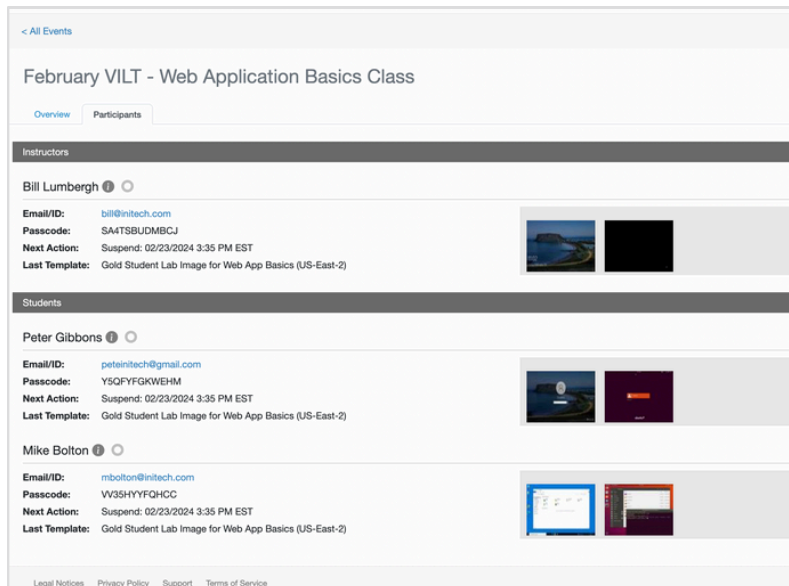 < All Events
February VILT - Web Application Basics Class
Overview Participants
Instructors
Bill Lumbergh
Email/ID: bill@initech.com
Passcode: SA4TSBUDMBCJ
Next Action: Suspend: 02/23/2024 3:35 PM EST
Last Template: Gold Student Lab Image for Web App Basics (US-East-2)
Students
Peter Gibbons
Email/ID: peteinitech@gmail.com
Passcode: Y5QFYFGKWEHM
Next Action: Suspend: 02/23/2024 3:35 PM EST
Last Template: Gold Student Lab Image for Web App Basics (US-East-2)
Mike Bolton
Email/ID: mbolton@initech.com
Passcode: VV35HYYFQHCC
Next Action: Suspend: 02/23/2024 3:35 PM EST
Last Template: Gold Student Lab Image for Web App Basics (US-East-2)
Legal Notices Privacy Policy Support Terms of Service